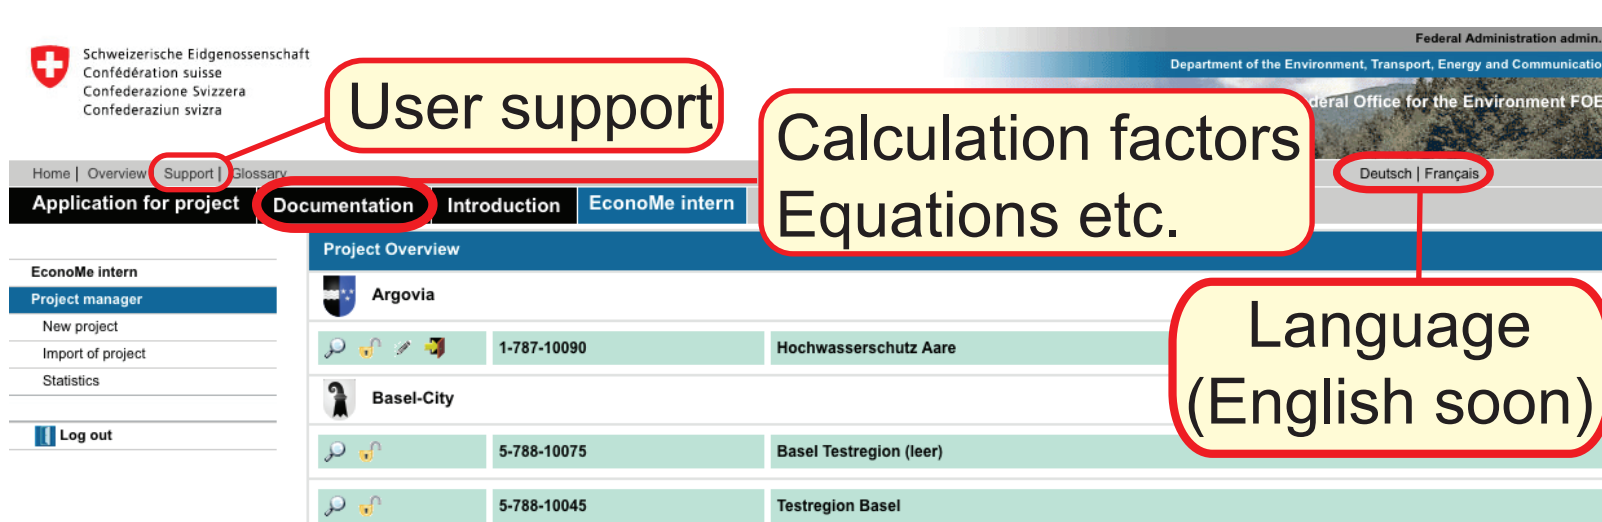 Schweizerische Eidgenossenschaft
Confédération suisse
Confederazione Svizzera
Confederaziun svizra
Federal Administration admin.
Department of the Environment, Transport, Energy and
Office for the Environment
User support
Calculation factors
Equations etc.
Home | Overview Support | Glossary
Deutsch | Français
Application for project Documentation Introduction EconoMe intern
Project Overview
EconoMe intern
Project manager
New project
Import of project
Statistics
Log out
Argovia
1-787-10090 Hochwasserschutz Aare
Basel-City
5-788-10075 Basel Testregion (leer)
5-788-10045 Testregion Basel
Language
(English soon)